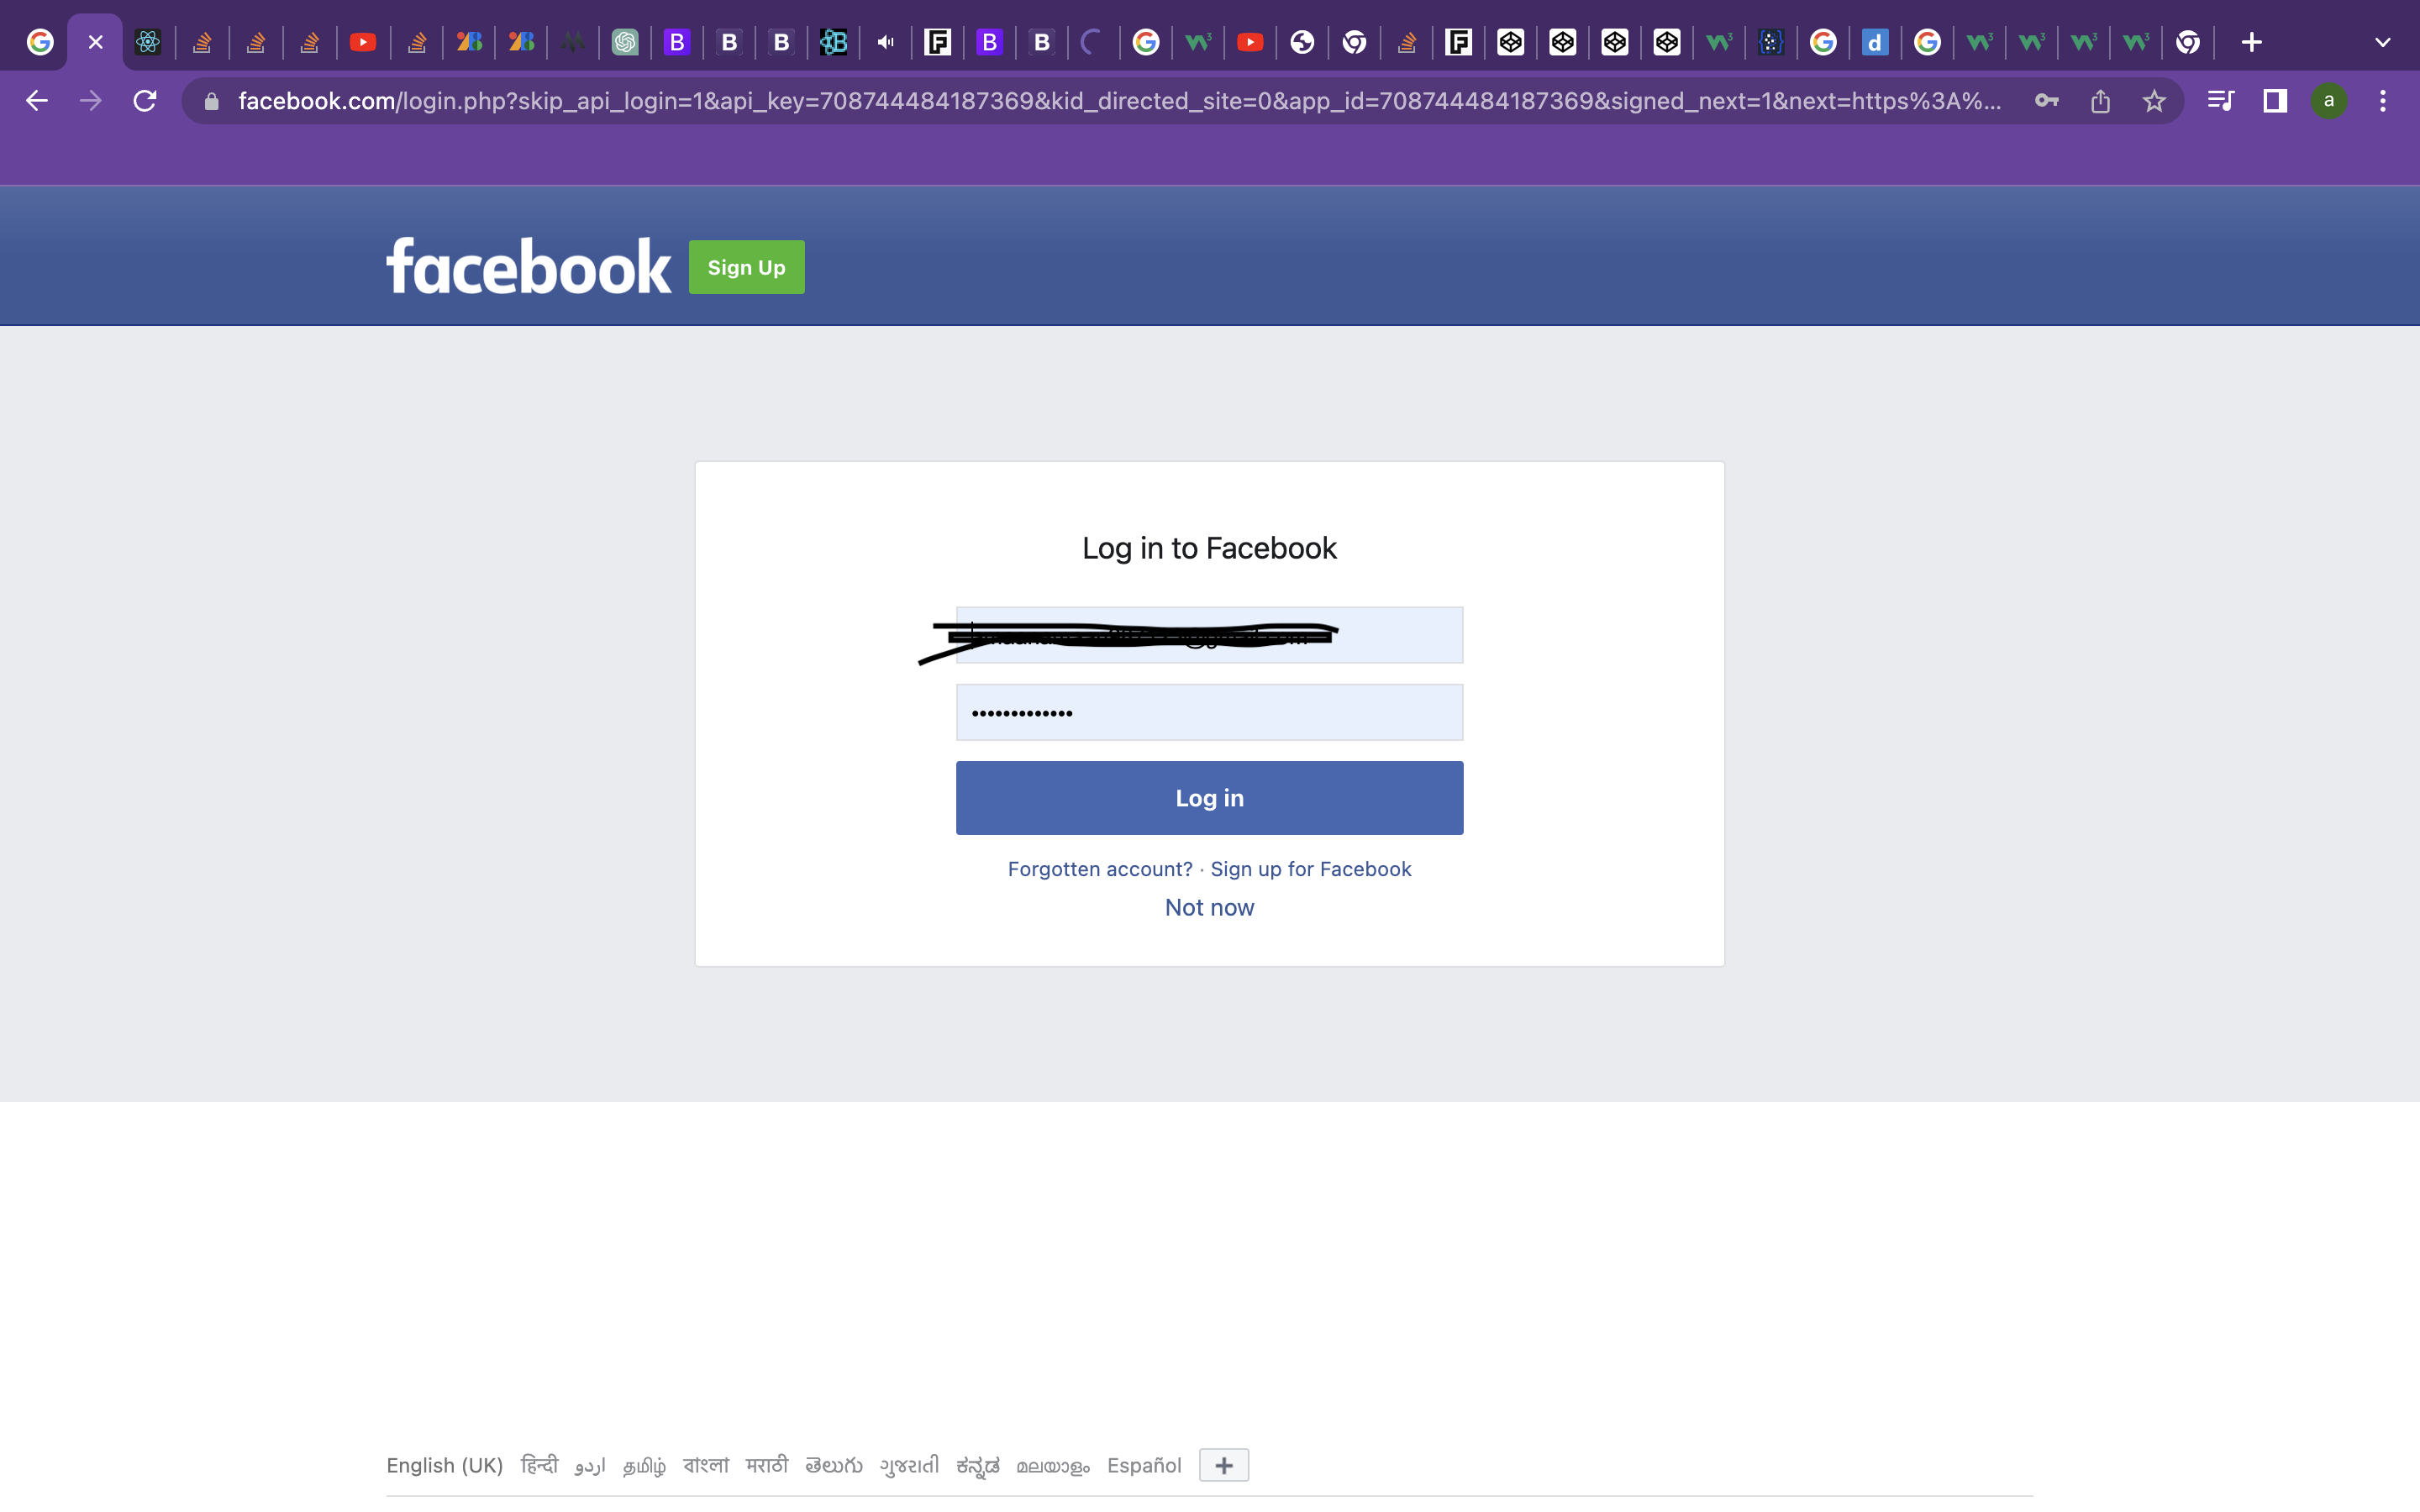 facebook.com/login.php?skip_api_login=1&api_key=708744484187369&kid_directed_site=0&app_id=708744484187369&signed_next=1&next=https%3A%...
a
facebook Sign Up
Log in to Facebook
•••••••••••••
Log in
Forgotten account? · Sign up for Facebook
Not now
English (UK) हिन्दी اردو தமிழ் বাংলা मराठी తెలుగు ગુજરાતી ಕನ್ನಡ മലയാളം Español +